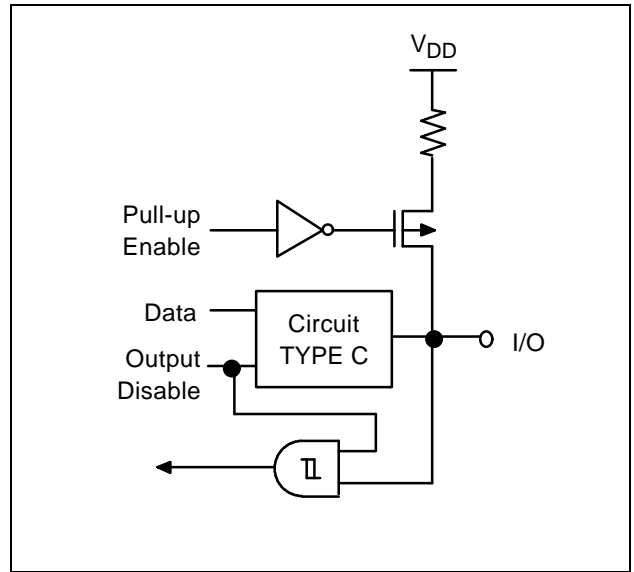 VDD
Pull-up
Enable
Data
Circuit
TYPE C
I/O
Output
Disable